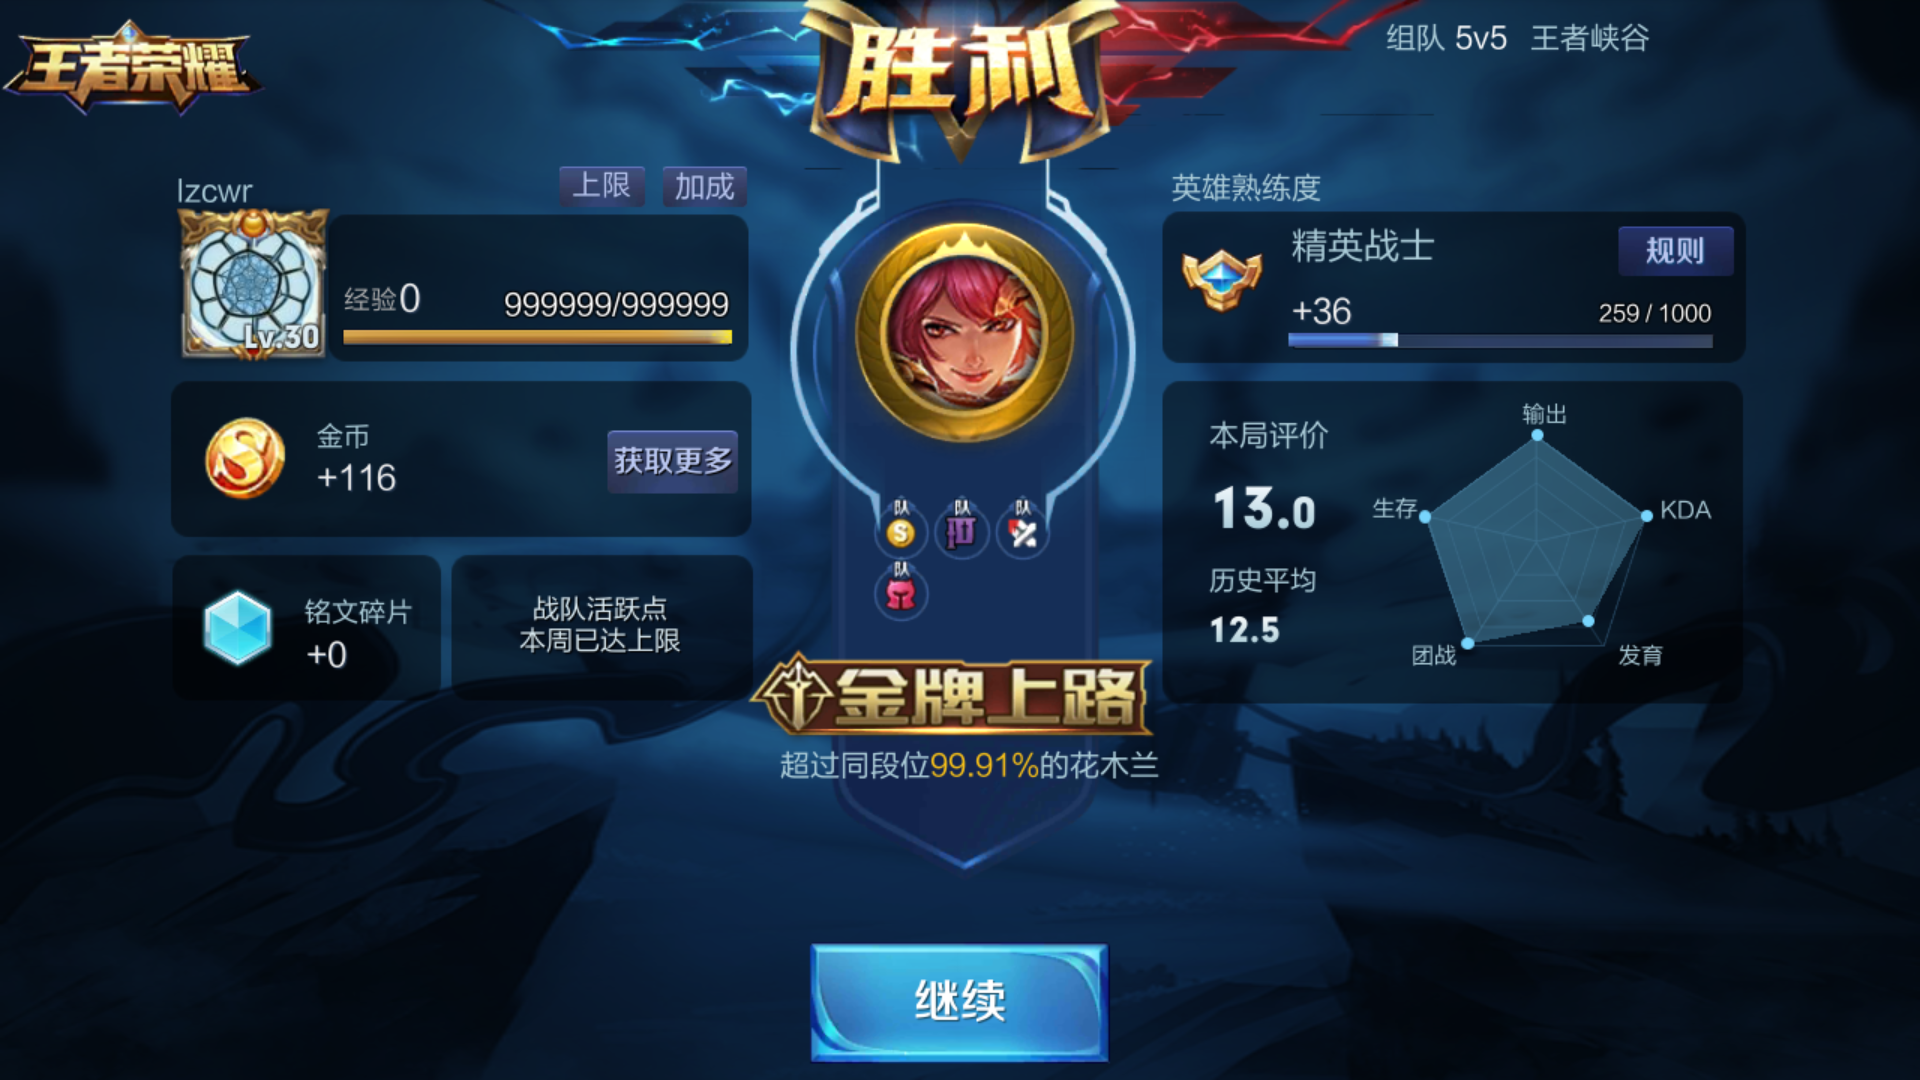 王者荣耀
胜利
组队 5v5 王者峡谷
lzcwr
上限
加成
Lv.30
经验0
999999/999999
金币
+116
获取更多
铭文碎片
+0
战队活跃点
本周已达上限
队
S
队
队
队
金牌上路
超过同段位99.91%的花木兰
英雄熟练度
精英战士
规则
+36
259 / 1000
本局评价
13.0
历史平均
12.5
输出
生存
KDA
团战
发育
继续